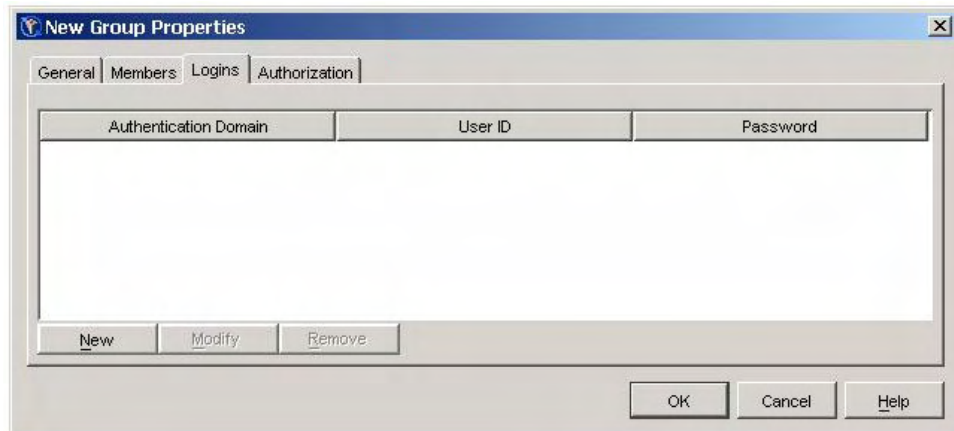 New Group Properties
General Members Logins Authorization
Authentication Domain User ID Password
New Modify Remove
OK Cancel Help